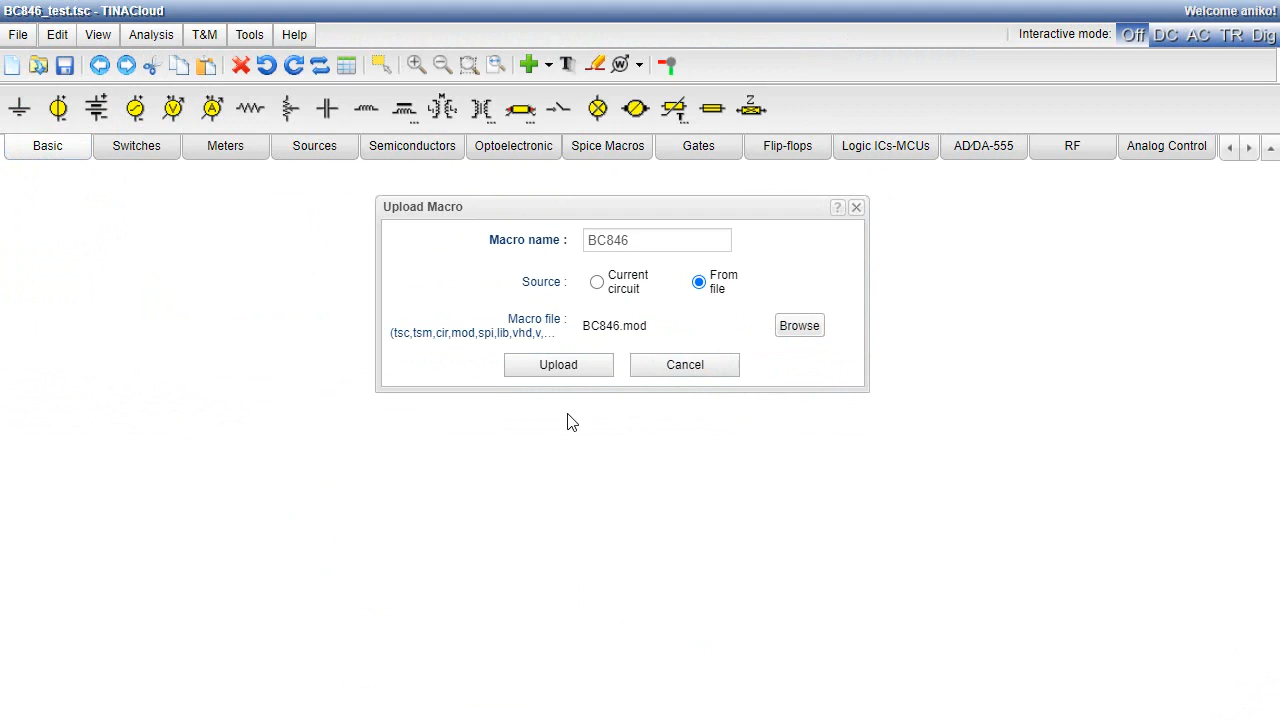 BC846_test.tsc - TINACloud
Welcome aniko!
File Edit View Analysis T&M Tools Help
Interactive mode: Off DC AC TR Dig
T W
V A M Z
Basic Switches Meters Sources Semiconductors Optoelectronic Spice Macros Gates Flip-flops Logic ICs-MCUs AD/DA-555 RF Analog Control
Upload Macro
?
Macro name :
BC846
Source :
Current
circuit
From
file
Macro file :
(tsc,tsm,cir,mod,spi,lib,vhd,v,...
BC846.mod
Browse
Upload
Cancel